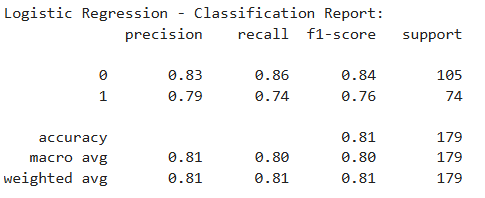 Logistic Regression - Classification Report:
precision recall f1-score support
0 0.83 0.86 0.84 105
1 0.79 0.74 0.76 74
accuracy 0.81 179
macro avg 0.81 0.80 0.80 179
weighted avg 0.81 0.81 0.81 179